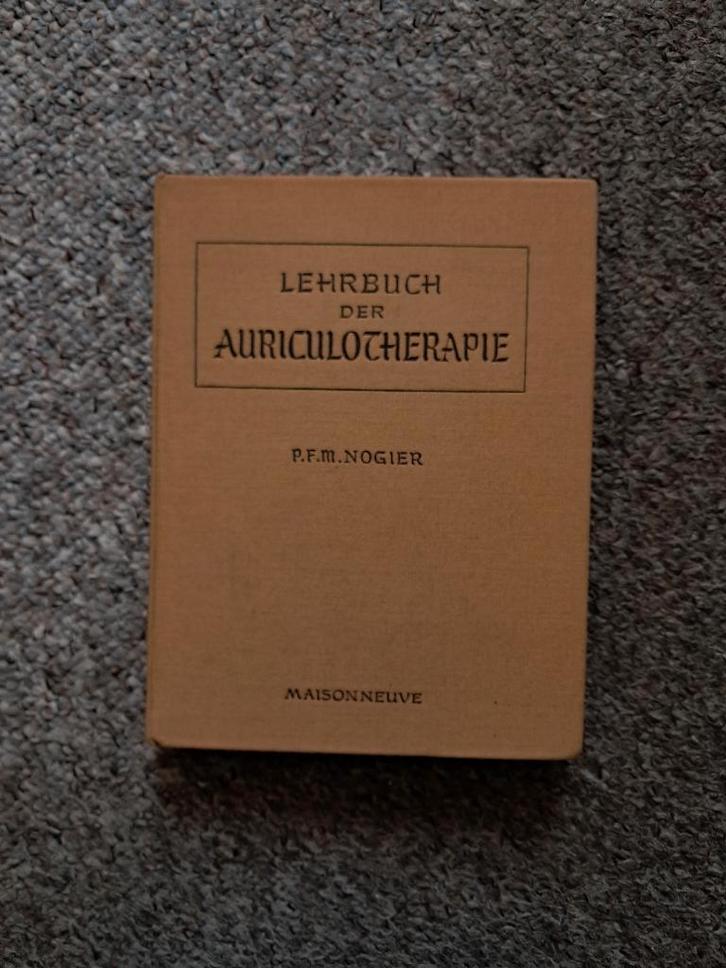 LEHRBUCH
DER
AURICULOTHERAPIE
P.F.M. NOGIER
MAISONNEUVE